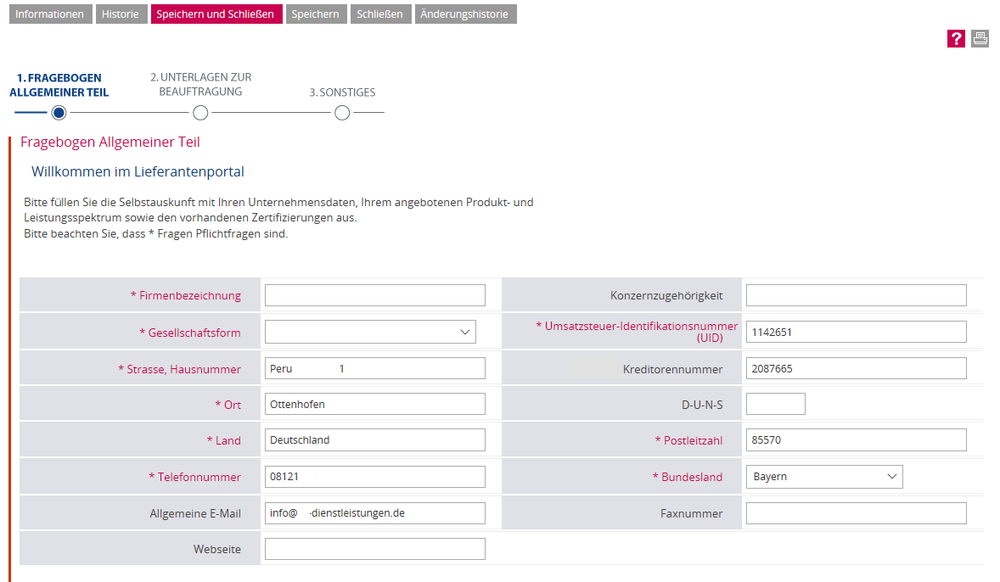 Informationen Historie Speichern und Schließen Speichern Schließen Änderungshistorie
?
1. FRAGEBOGEN
ALLGEMEINER TEIL
2. UNTERLAGEN ZUR
BEAUFTRAGUNG
3. SONSTIGES
Fragebogen Allgemeiner Teil
Willkommen im Lieferantenportal
Bitte füllen Sie die Selbstauskunft mit Ihren Unternehmensdaten, Ihrem angebotenen Produkt- und
Leistungsspektrum sowie den vorhandenen Zertifizierungen aus.
Bitte beachten Sie, dass * Fragen Pflichtfragen sind.
* Firmenbezeichnung
Konzernzugehörigkeit
* Gesellschaftsform
* Umsatzsteuer-Identifikationsnummer
(UID)
1142651
* Strasse, Hausnummer Peru 1
Kreditorennummer 2087665
* Ort Ottenhofen
D-U-N-S
* Land Deutschland
* Postleitzahl 85570
* Telefonnummer 08121
* Bundesland Bayern
Allgemeine E-Mail info@ -dienstleistungen.de
Faxnummer
Webseite